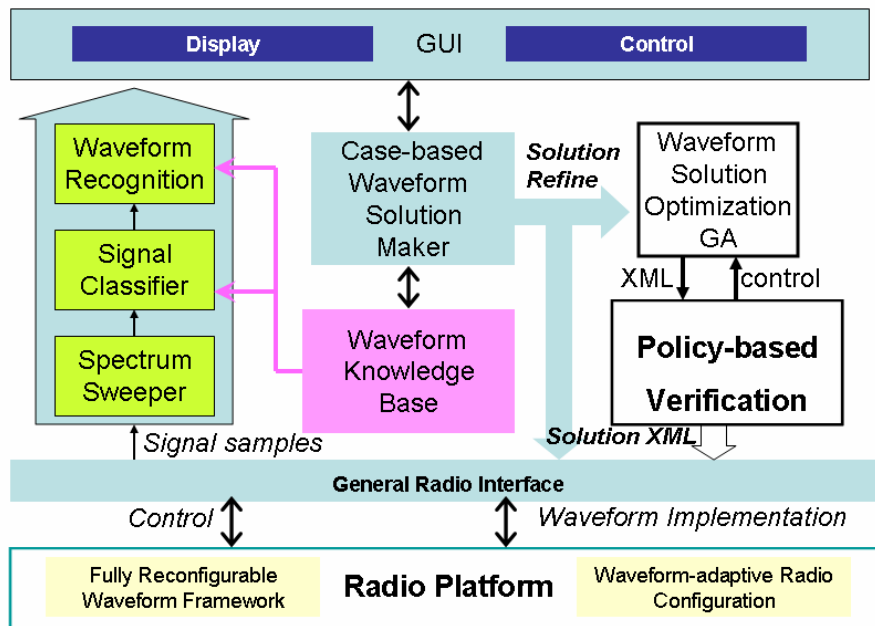 Display
GUI
Control
Waveform
Recognition
Signal
Classifier
Spectrum
Sweeper
Case-based
Waveform
Solution
Maker
Solution
Refine
Waveform
Solution
Optimization
GA
XML
control
Waveform
Knowledge
Base
Policy-based
Verification
Signal samples
Solution XML
General Radio Interface
Control
Waveform Implementation
Fully Reconfigurable
Waveform Framework
Radio Platform
Waveform-adaptive Radio
Configuration